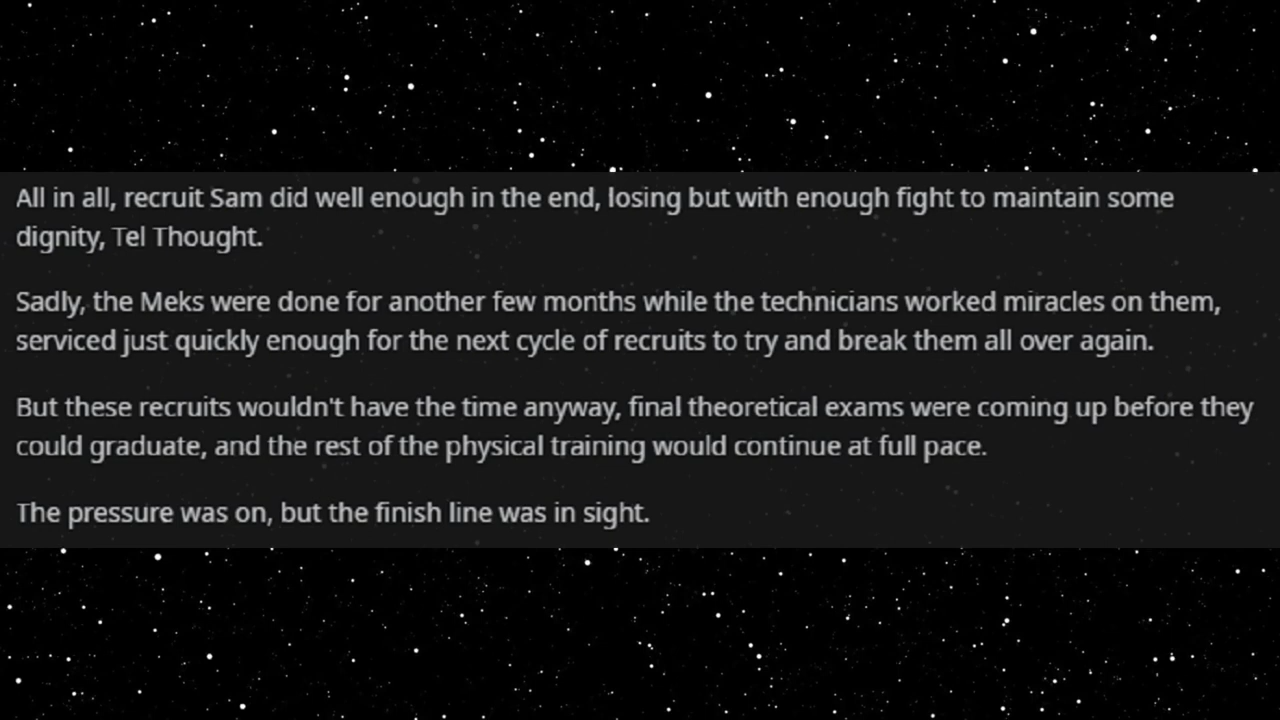 All in all, recruit Sam did well enough in the end, losing but with enough fight to maintain some
dignity, Tel Thought.
Sadly, the Meks were done for another few months while the technicians worked miracles on them,
serviced just quickly enough for the next cycle of recruits to try and break them all over again.
But these recruits wouldn't have the time anyway, final theoretical exams were coming up before they
could graduate, and the rest of the physical training would continue at full pace.
The pressure was on, but the finish line was in sight.